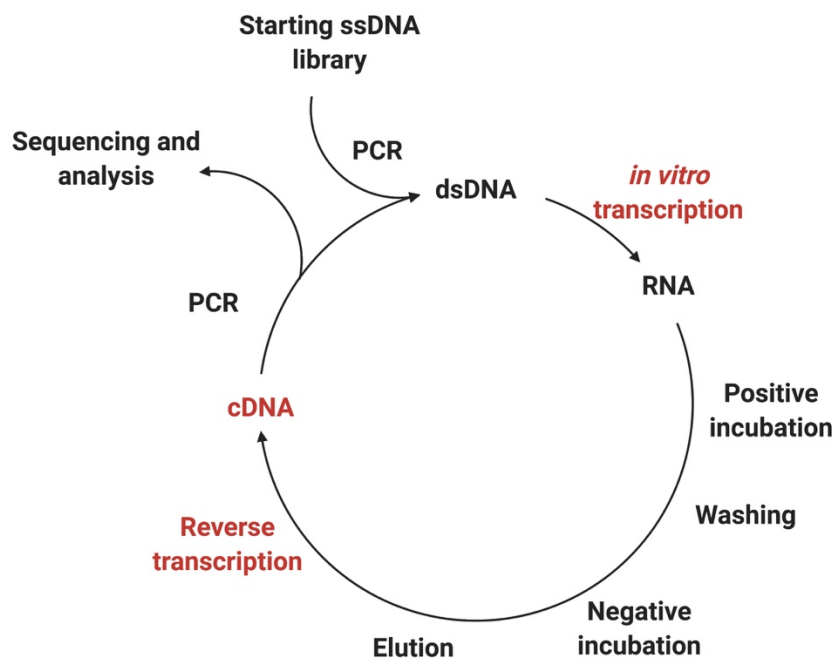 Starting ssDNA
library
Sequencing and
analysis
PCR
dsDNA
in vitro
transcription
RNA
PCR
Positive
incubation
cDNA
Washing
Reverse
transcription
Negative
incubation
Elution